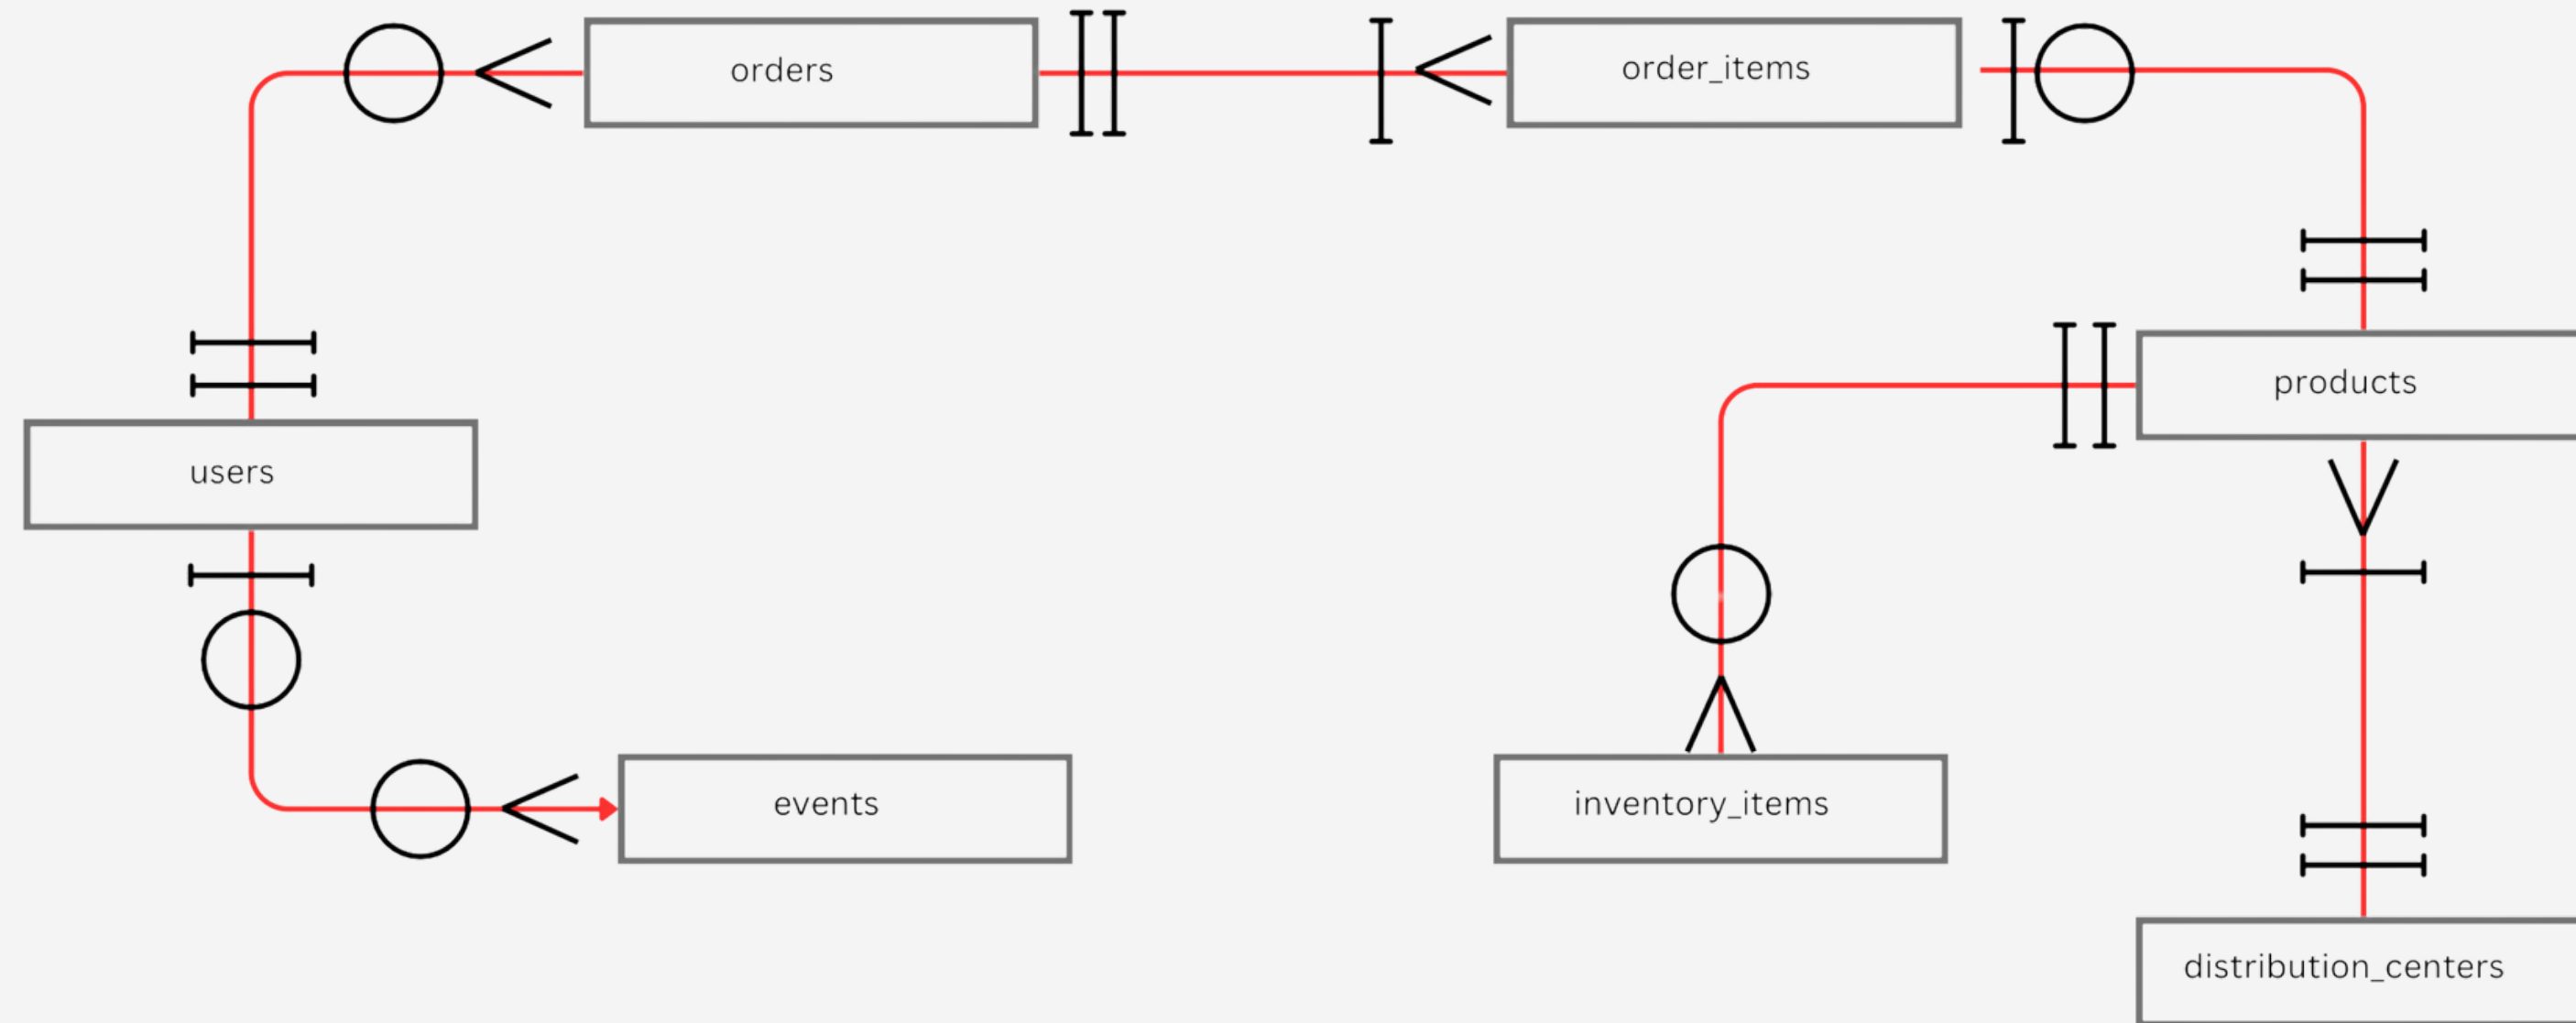 orders
order_items
products
users
events
inventory_items
distribution_centers